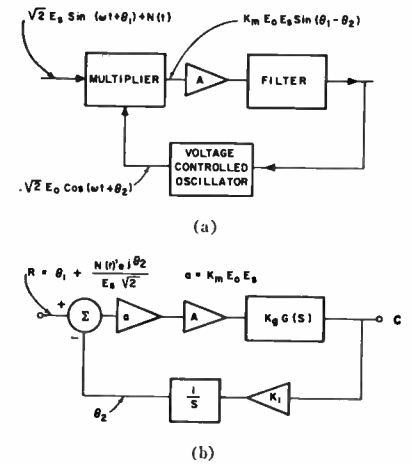 √2 Es Sin (ωt+θ1)+N(t)
Km Eo Es Sin (θ1-θ2)
MULTIPLIER
A
FILTER
VOLTAGE
CONTROLLED
OSCILLATOR
√2 Eo Cos (ωt+θ2)
(a)
R = θ1 + N(t)' e j θ2 / Es √2
a = Km Eo Es
+
Σ
-
a
A
Kg G(S)
C
θ2
1/S
K1
(b)